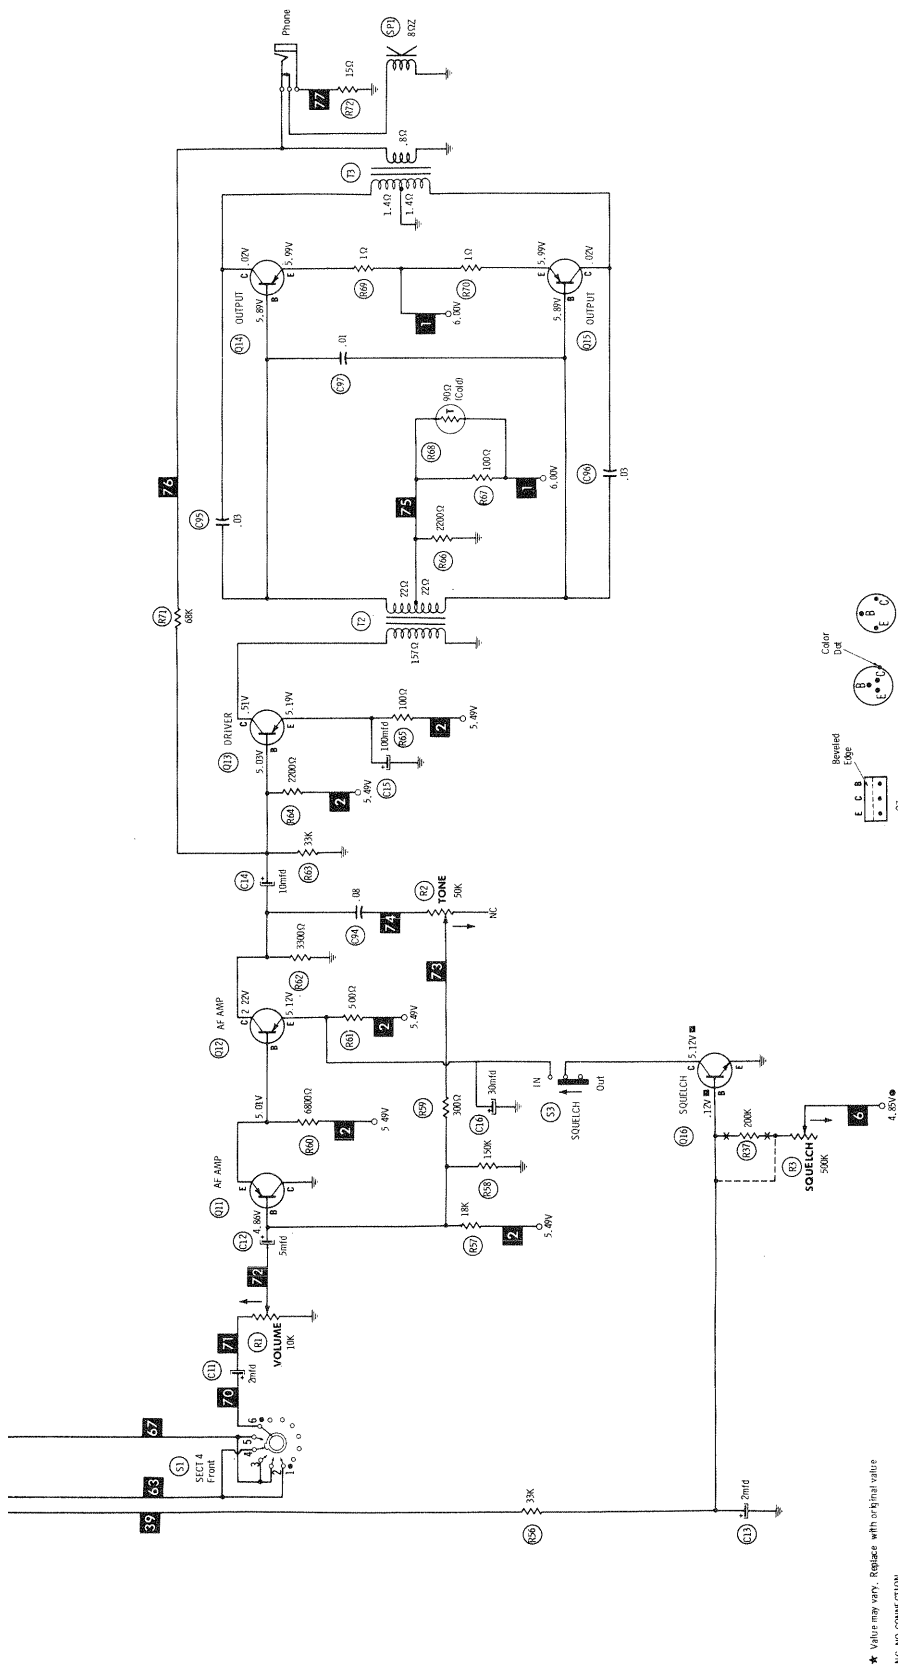 Phone
SP1
8ΩZ
77
15Ω
R72
.8Ω
T3
1.4Ω
1.4Ω
76
R71
68K
C95
.03
Q14
OUTPUT
C
.02V
5.89V
B
E
5.99V
R69
1Ω
R70
1Ω
1
6.00V
E
5.99V
5.89V
C
.02V
B
Q15
OUTPUT
C97
.01
90Ω
(Cold)
T
R68
75
100Ω
R67
1
6.00V
2200Ω
R66
C96
.03
T2
22Ω
22Ω
157Ω
Q13
DRIVER
C
.51V
5.03V
B
E
5.19V
100Ω
R65
2
5.49V
100mfd
C15
2200Ω
R64
2
5.49V
33K
R63
C14
10mfd
C94
.08
74
R2
TONE
50K
NC
73
3300Ω
R62
Q12
AF AMP
C
2 22V
B
5.12V
E
500Ω
R61
2
5.49V
5.01V
6800Ω
R60
2
5.49V
R59
300Ω
30mfd
C16
IN
S3
SQUELCH
Out
150K
R58
18K
R57
2
5.49V
Q11
AF AMP
E
4.86V
B
C
C12
5mfd
72
R1
VOLUME
10K
71
C11
2mfd
70
67
S1
SECT 4
Front
6
5
4
3
2
1
63
39
33K
R56
2mfd
C13
Q16
SQUELCH
C
5.12V
.12V
B
E
200K
R37
R3
SQUELCH
500K
6
4.85V
Color
Dot
B
E
C
B
E
C
Beveled
Edge
E C B
★ Value may vary. Replace with original value
N.C. NO CONNECTION